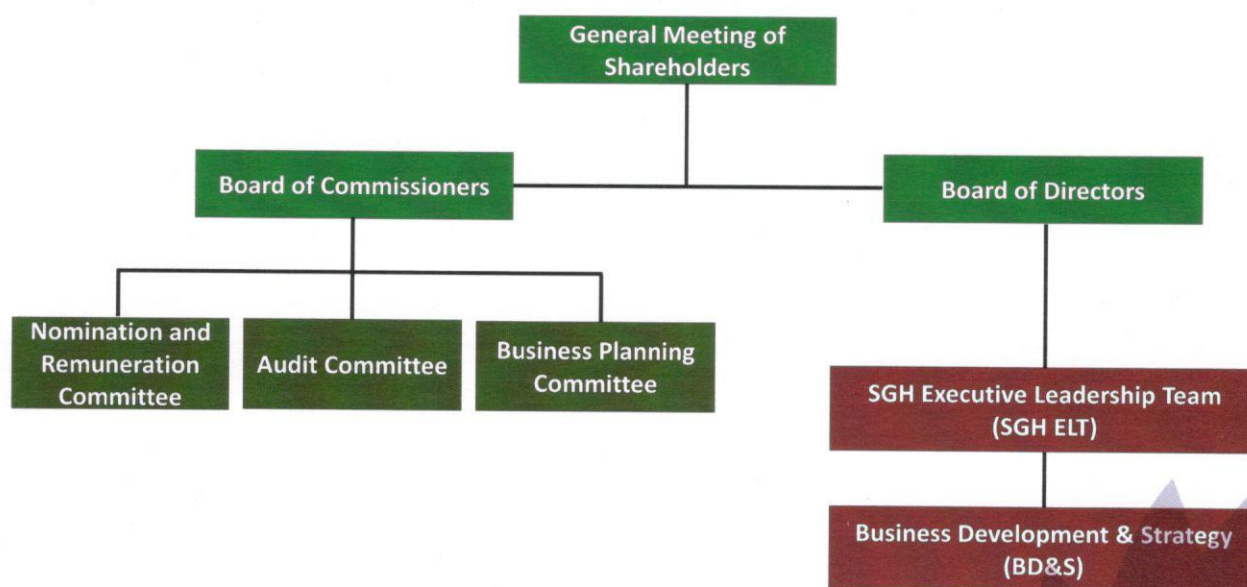 General Meeting of
Shareholders
Board of Commissioners
Board of Directors
Nomination and
Remuneration
Committee
Audit Committee
Business Planning
Committee
SGH Executive Leadership Team
(SGH ELT)
Business Development & Strategy
(BD&S)